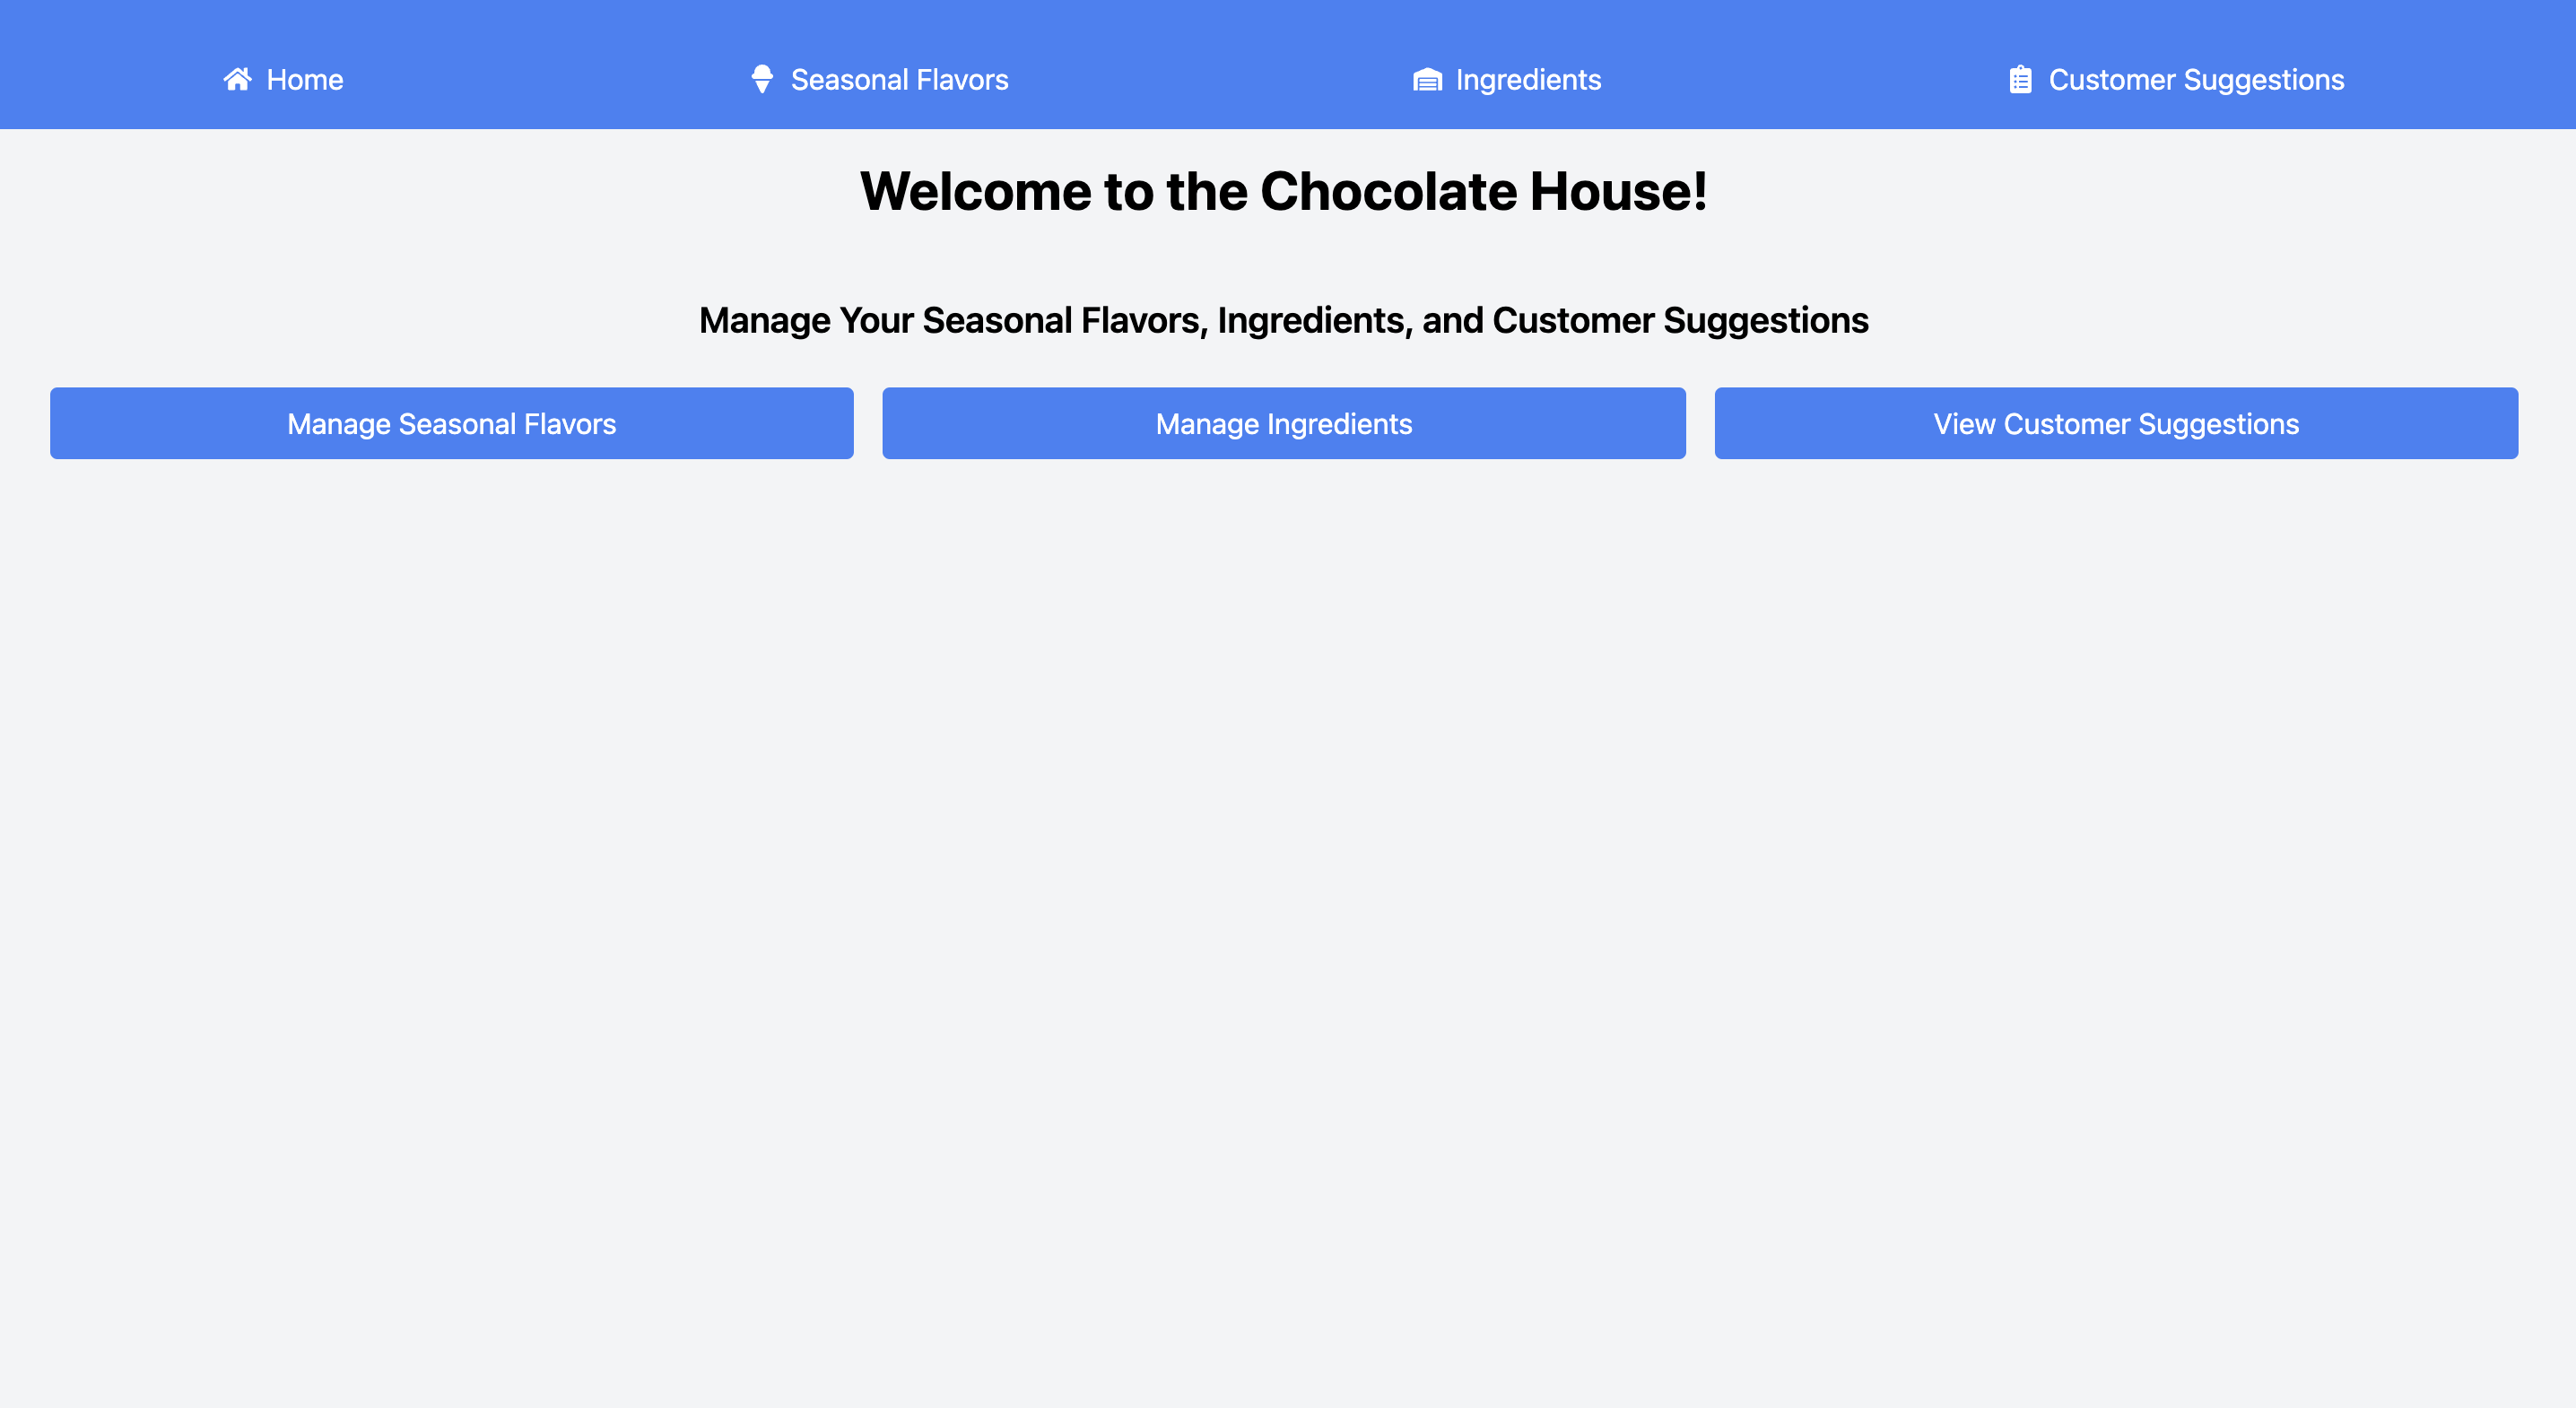 Home
Seasonal Flavors
Ingredients
Customer Suggestions
Welcome to the Chocolate House!
Manage Your Seasonal Flavors, Ingredients, and Customer Suggestions
Manage Seasonal Flavors
Manage Ingredients
View Customer Suggestions